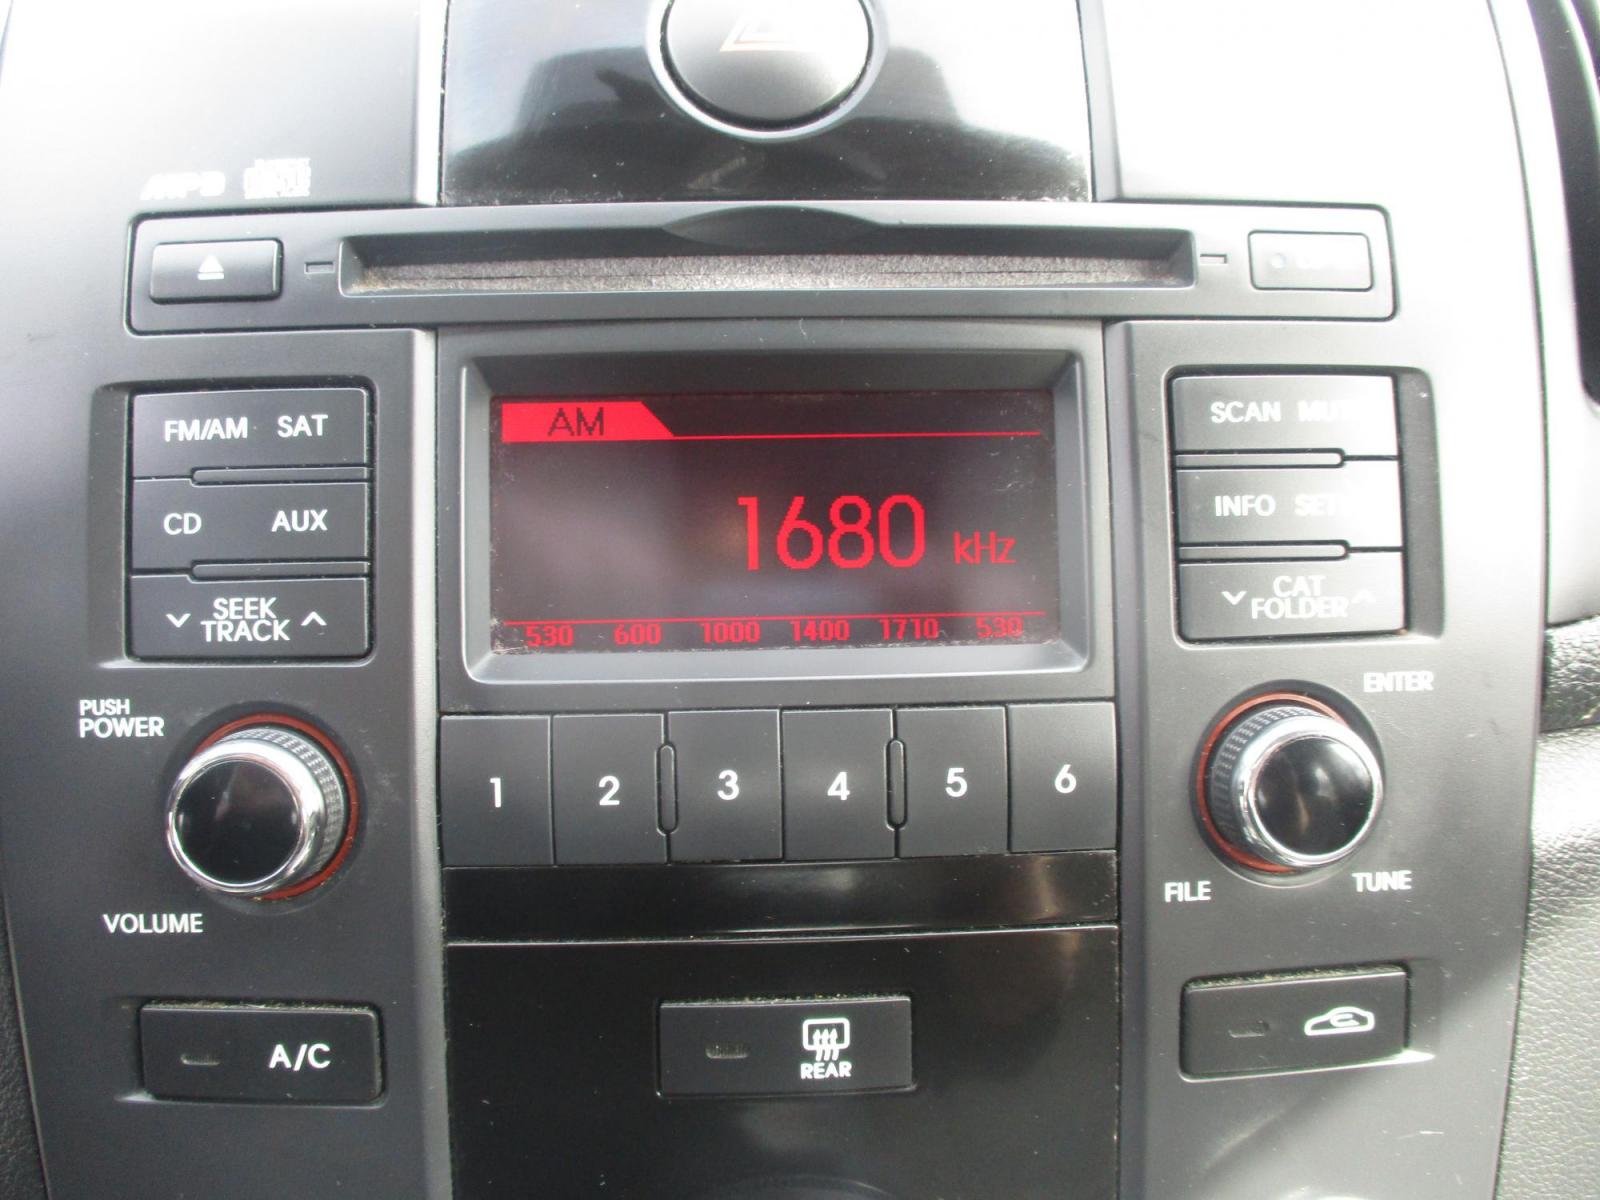 FM/AM SAT
CD AUX
SEEK
TRACK
PUSH
POWER
VOLUME
AM
1680 kHz
530 600 1000 1400 1710 530
1 2 3 4 5 6
SCAN
INFO
CAT
FOLDER
ENTER
FILE TUNE
A/C
REAR